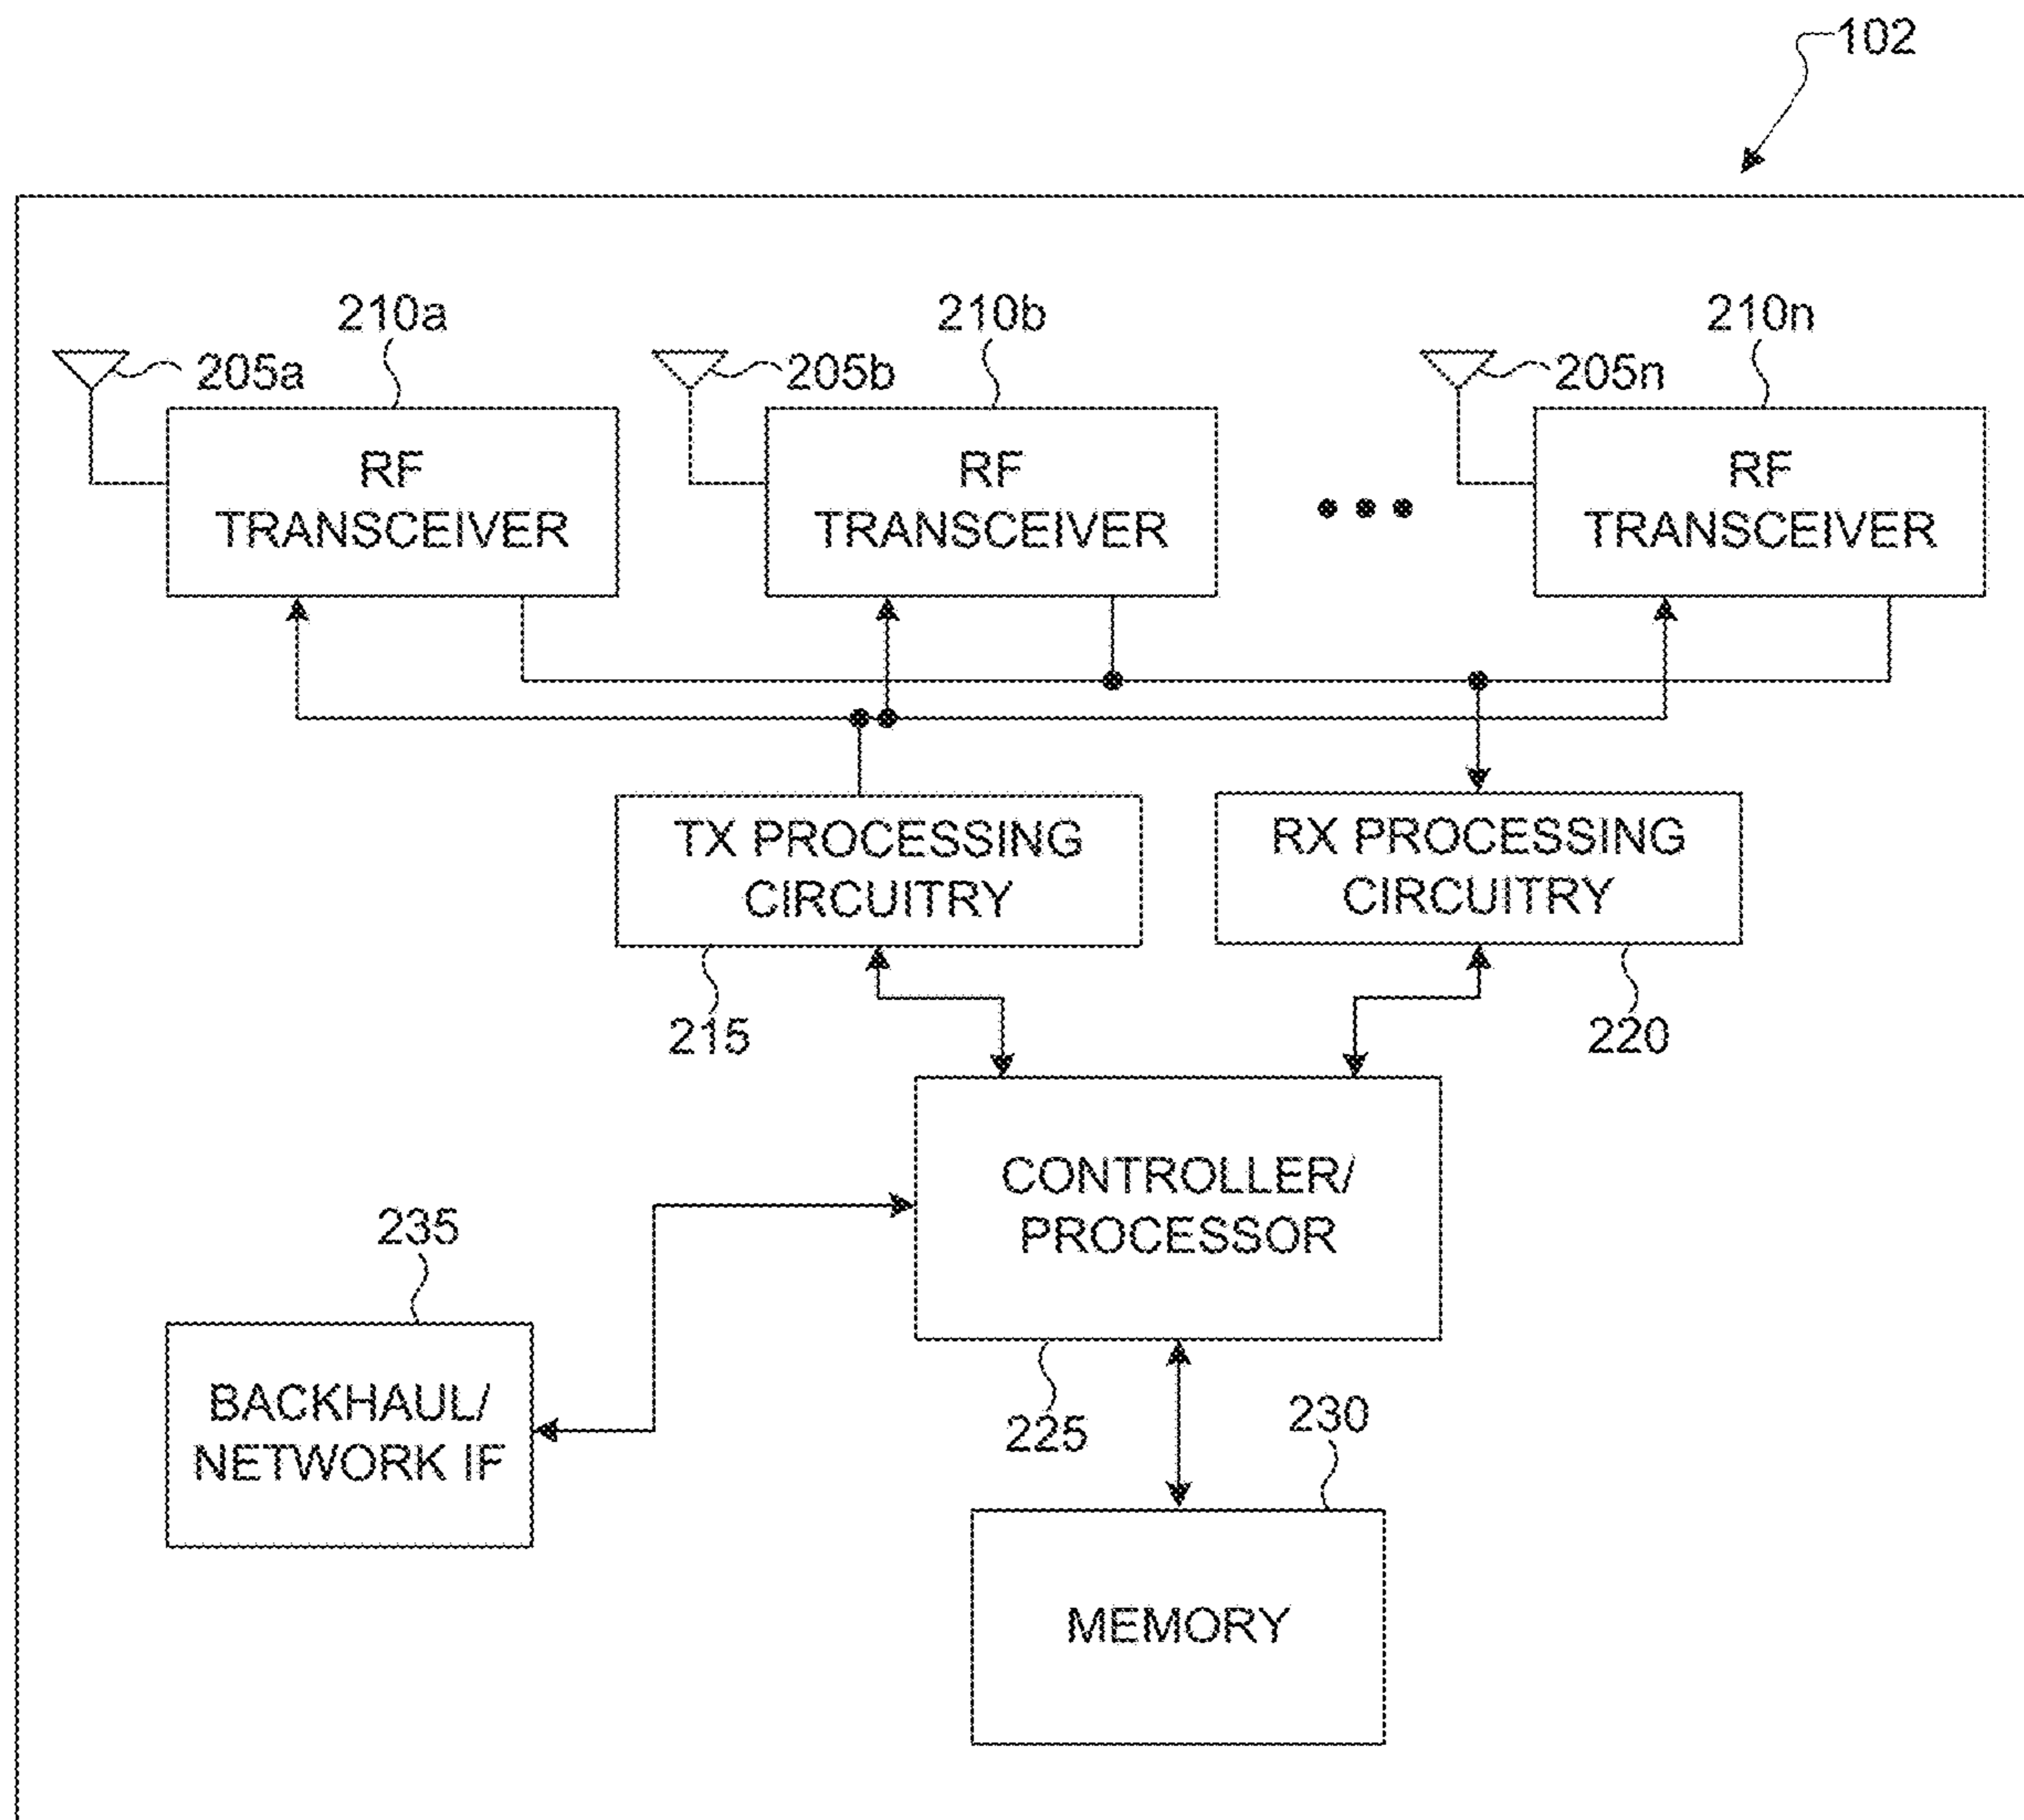 102
210a
210b
210n
205a
205b
205n
RF
TRANSCEIVER
RF
TRANSCEIVER
RF
TRANSCEIVER
TX PROCESSING
CIRCUITRY
RX PROCESSING
CIRCUITRY
215
220
CONTROLLER/
PROCESSOR
235
225
230
BACKHAUL/
NETWORK IF
MEMORY